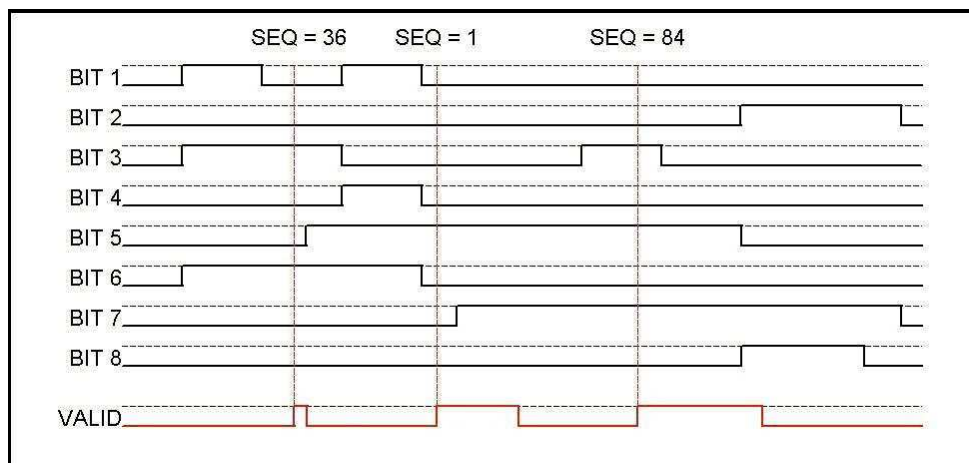 SEQ = 36 SEQ = 1 SEQ = 84
BIT 1
BIT 2
BIT 3
BIT 4
BIT 5
BIT 6
BIT 7
BIT 8
VALID